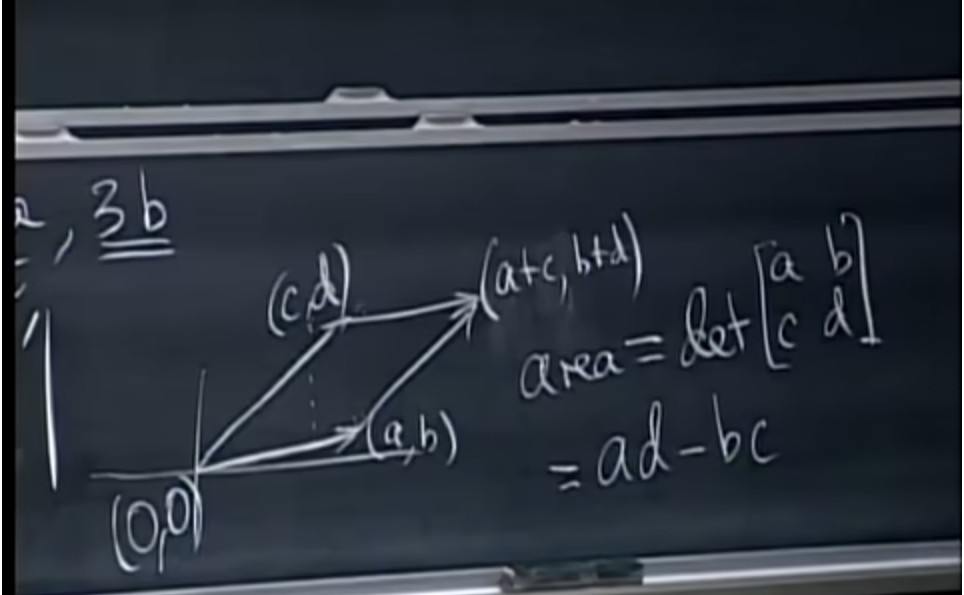 , 3b
(c,d)
(a+c, b+d)
(a,b)
(0,0)
area = det [a b
c d]
= ad - bc